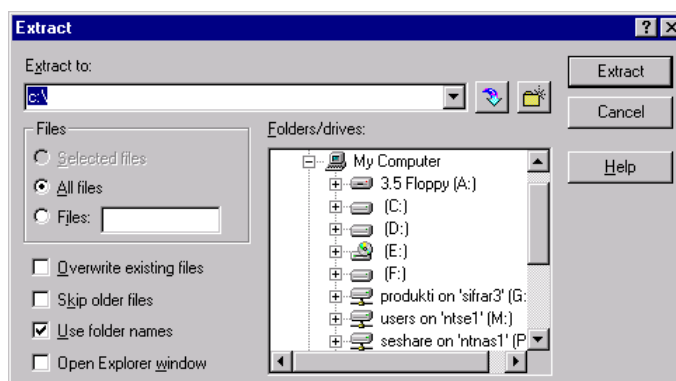 Extract
Extract to:
Extract
c:\
Cancel
Files
Folders/drives:
Selected files
My Computer
Help
All files
3.5 Floppy (A:)
Files:
(C:)
(D:)
Overwrite existing files
(E:)
Skip older files
(F:)
Use folder names
produkti on 'sifrar3' (G:
users on 'ntse1' (M:)
Open Explorer window
seshare on 'ntnas1' (P